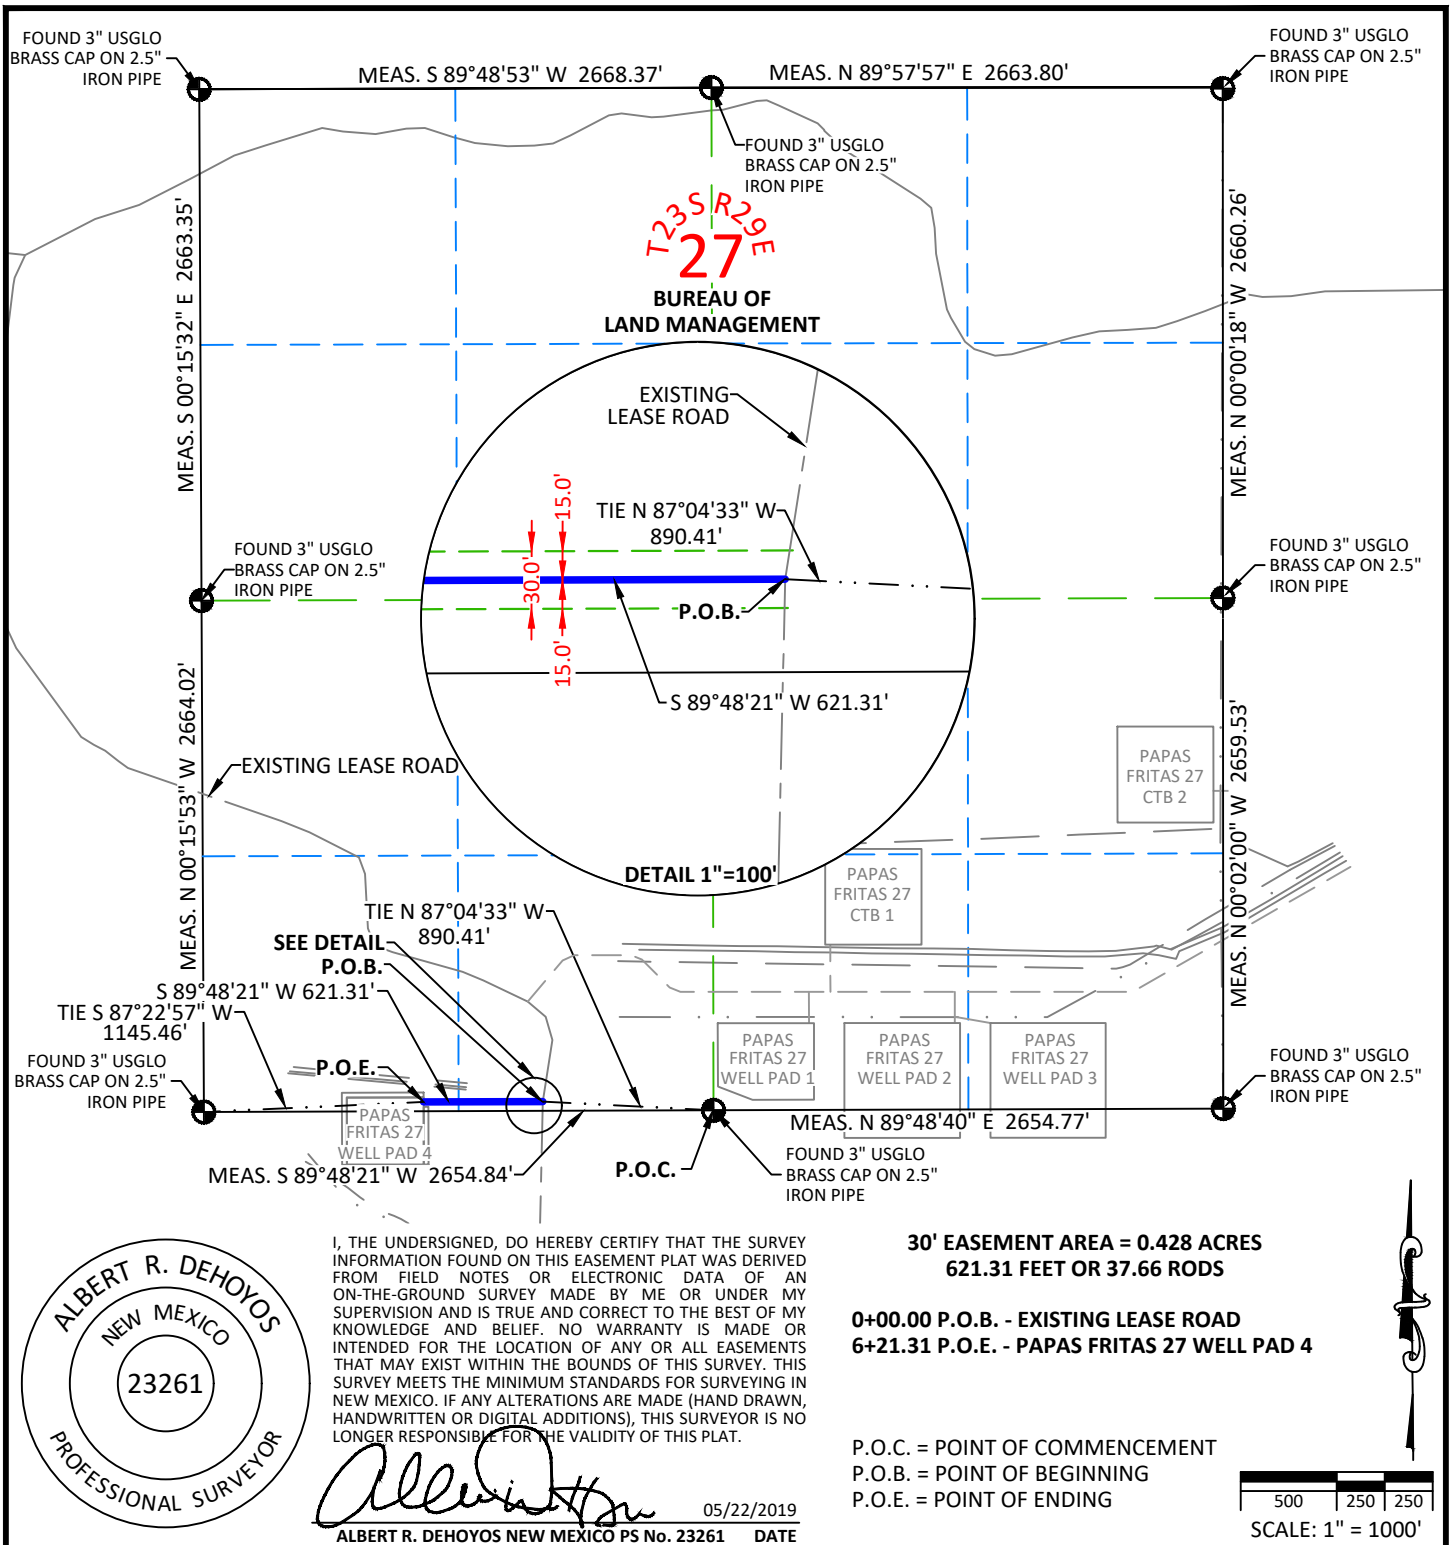 FOUND 3" USGLO
BRASS CAP ON 2.5"
IRON PIPE
MEAS. S 89°48'53" W 2668.37'
MEAS. N 89°57'57" E 2663.80'
FOUND 3" USGLO
BRASS CAP ON 2.5"
IRON PIPE
FOUND 3" USGLO
BRASS CAP ON 2.5"
IRON PIPE
T23S R29E
27
BUREAU OF
LAND MANAGEMENT
MEAS. S 00°15'32" E 2663.35'
MEAS. N 00°00'18" W 2660.26'
EXISTING
LEASE ROAD
TIE N 87°04'33" W
890.41'
15.0'
30.0'
15.0'
P.O.B.
S 89°48'21" W 621.31'
DETAIL 1"=100'
FOUND 3" USGLO
BRASS CAP ON 2.5"
IRON PIPE
FOUND 3" USGLO
BRASS CAP ON 2.5"
IRON PIPE
MEAS. N 00°15'53" W 2664.02'
MEAS. N 00°02'00" W 2659.53'
EXISTING LEASE ROAD
PAPAS
FRITAS 27
CTB 2
PAPAS
FRITAS 27
CTB 1
TIE N 87°04'33" W
890.41'
SEE DETAIL
P.O.B.
S 89°48'21" W 621.31'
TIE S 87°22'57" W
1145.46'
FOUND 3" USGLO
BRASS CAP ON 2.5"
IRON PIPE
P.O.E.
PAPAS
FRITAS 27
WELL PAD 4
PAPAS
FRITAS 27
WELL PAD 1
PAPAS
FRITAS 27
WELL PAD 2
PAPAS
FRITAS 27
WELL PAD 3
FOUND 3" USGLO
BRASS CAP ON 2.5"
IRON PIPE
MEAS. N 89°48'40" E 2654.77'
MEAS. S 89°48'21" W 2654.84'
P.O.C.
FOUND 3" USGLO
BRASS CAP ON 2.5"
IRON PIPE
ALBERT R. DEHOYOS
NEW MEXICO
23261
PROFESSIONAL SURVEYOR
I, THE UNDERSIGNED, DO HEREBY CERTIFY THAT THE SURVEY
INFORMATION FOUND ON THIS EASEMENT PLAT WAS DERIVED
FROM FIELD NOTES OR ELECTRONIC DATA OF AN
ON-THE-GROUND SURVEY MADE BY ME OR UNDER MY
SUPERVISION AND IS TRUE AND CORRECT TO THE BEST OF MY
KNOWLEDGE AND BELIEF. NO WARRANTY IS MADE OR
INTENDED FOR THE LOCATION OF ANY OR ALL EASEMENTS
THAT MAY EXIST WITHIN THE BOUNDS OF THIS SURVEY. THIS
SURVEY MEETS THE MINIMUM STANDARDS FOR SURVEYING IN
NEW MEXICO. IF ANY ALTERATIONS ARE MADE (HAND DRAWN,
HANDWRITTEN OR DIGITAL ADDITIONS), THIS SURVEYOR IS NO
LONGER RESPONSIBLE FOR THE VALIDITY OF THIS PLAT.
05/22/2019
ALBERT R. DEHOYOS NEW MEXICO PS No. 23261 DATE
30' EASEMENT AREA = 0.428 ACRES
621.31 FEET OR 37.66 RODS
0+00.00 P.O.B. - EXISTING LEASE ROAD
6+21.31 P.O.E. - PAPAS FRITAS 27 WELL PAD 4
P.O.C. = POINT OF COMMENCEMENT
P.O.B. = POINT OF BEGINNING
P.O.E. = POINT OF ENDING
500 250 250
SCALE: 1" = 1000'